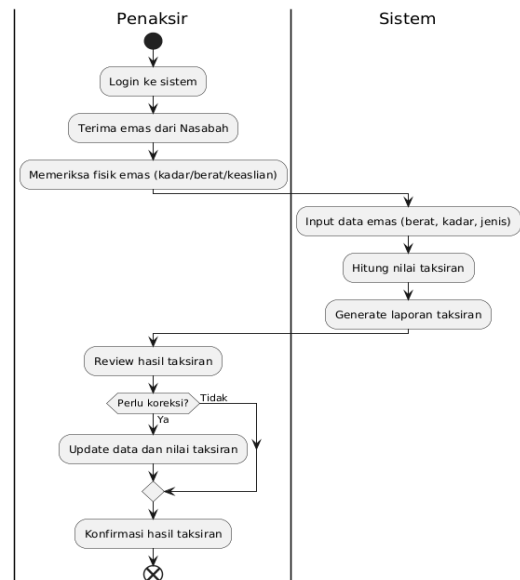 Penaksir
Sistem
Login ke sistem
Terima emas dari Nasabah
Memeriksa fisik emas (kadar/berat/keaslian)
Input data emas (berat, kadar, jenis)
Hitung nilai taksiran
Generate laporan taksiran
Review hasil taksiran
Perlu koreksi?
Tidak
Ya
Update data dan nilai taksiran
Konfirmasi hasil taksiran